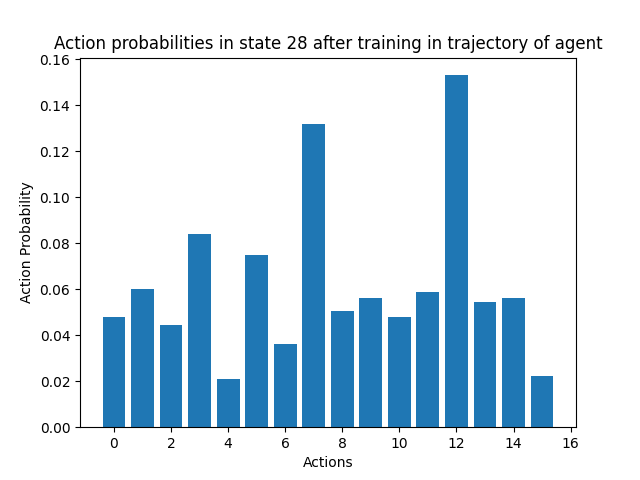 Action probabilities in state 28 after training in trajectory of agent
0.16
0.14
0.12
0.10
0.08
0.06
0.04
0.02
0.00
Action Probability
0 2 4 6 8 10 12 14 16
Actions